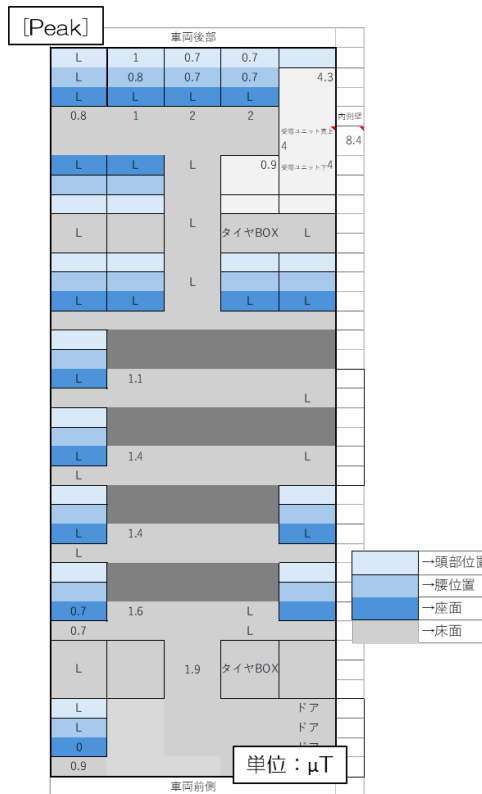 [Peak]
車両後部
L 1 0.7 0.7
L 0.8 0.7 0.7 4.3
L L L L
0.8 1 2 2 内側壁
受電ユニット真上
4 8.4
L L L 0.9 受電ユニット下 4
L
L タイヤBOX L
L
L L L L
L 1.1
L
L 1.4 L
L
L 1.4 L
L
0.7 1.6 L
0.7 L
L 1.9 タイヤBOX
L ドア
L ドア
0 ドア
0.9
単位：μT
車両前側
→頭部位置
→腰位置
→座面
→床面